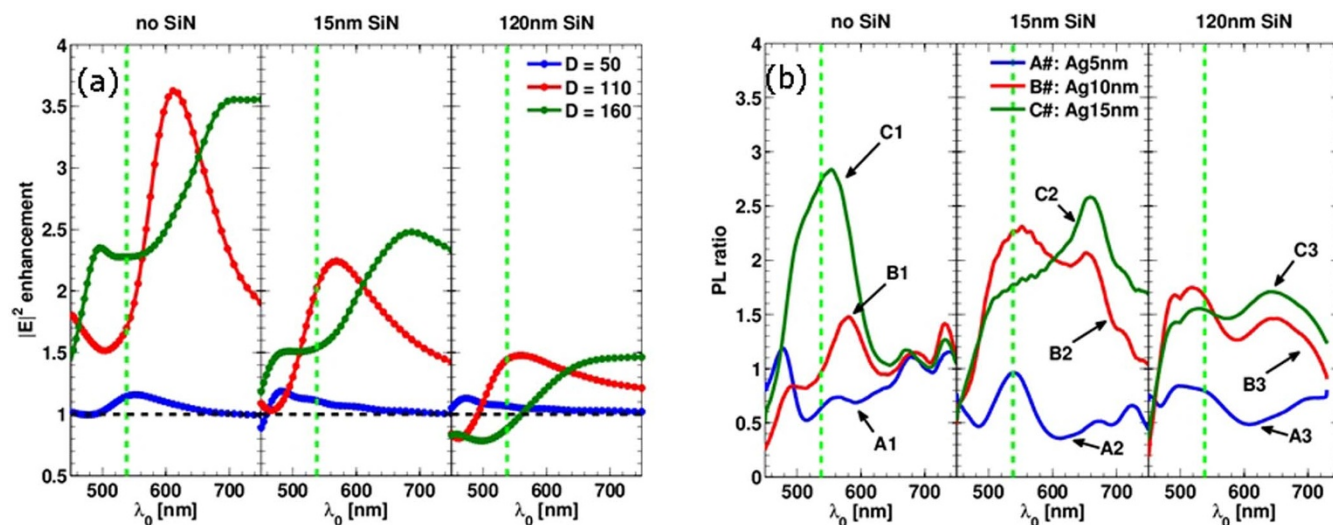 no SiN 15nm SiN 120nm SiN
(a)
D = 50
D = 110
D = 160
|E|² enhancement
4
3.5
3
2.5
2
1.5
1
0.5
500 600 700 500 600 700 500 600 700
λ₀ [nm] λ₀ [nm] λ₀ [nm]
no SiN 15nm SiN 120nm SiN
(b)
A#: Ag5nm
B#: Ag10nm
C#: Ag15nm
PL ratio
4
3.5
3
2.5
2
1.5
1
0.5
0
C1
B1
A1
C2
B2
A2
C3
B3
A3
500 600 700 500 600 700 500 600 700
λ₀ [nm] λ₀ [nm] λ₀ [nm]